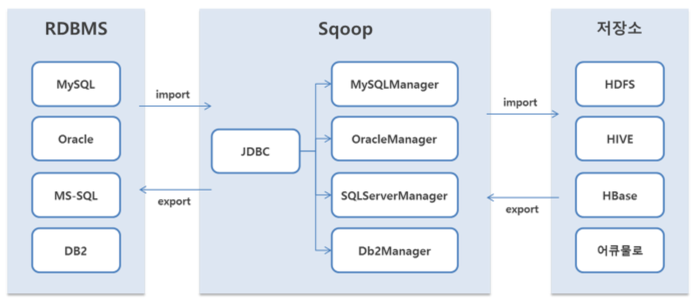 RDBMS
MySQL
Oracle
MS-SQL
DB2
import
export
Sqoop
JDBC
MySQLManager
OracleManager
SQLServerManager
Db2Manager
import
export
저장소
HDFS
HIVE
HBase
어큐물로